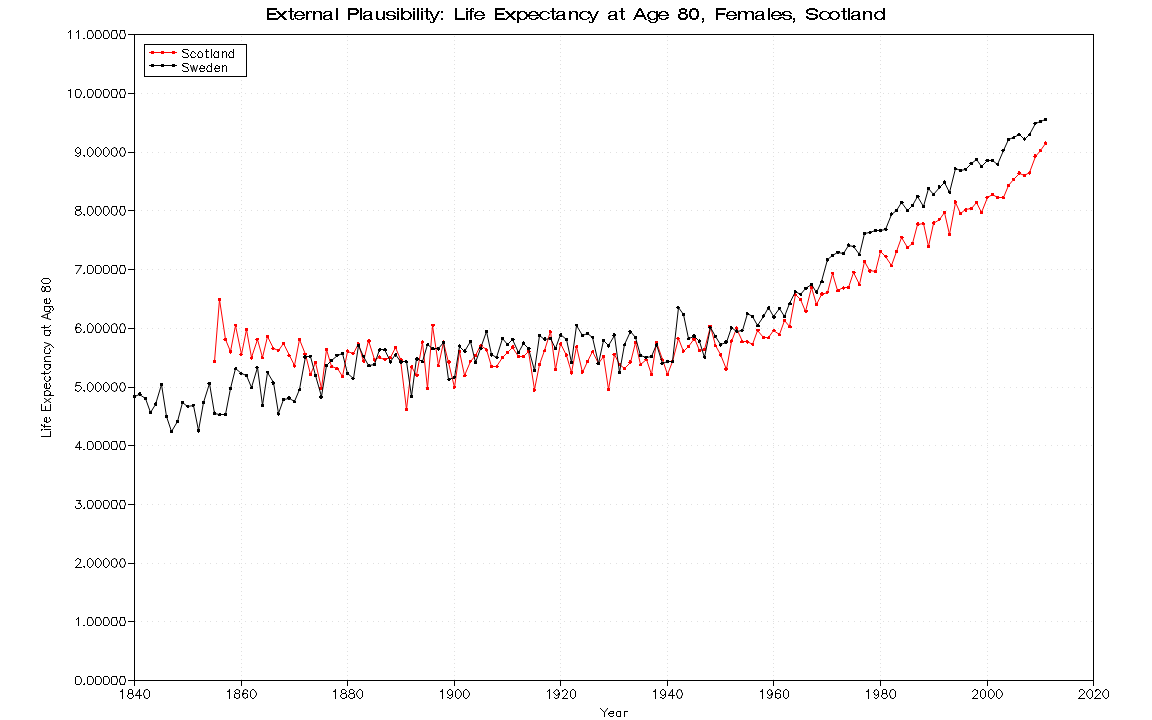 External Plausibility: Life Expectancy at Age 80, Females, Scotland
11.00000
Scotland
Sweden
10.00000
9.00000
8.00000
7.00000
6.00000
5.00000
4.00000
3.00000
2.00000
1.00000
0.00000
Life Expectancy at Age 80
1840 1860 1880 1900 1920 1940 1960 1980 2000 2020
Year